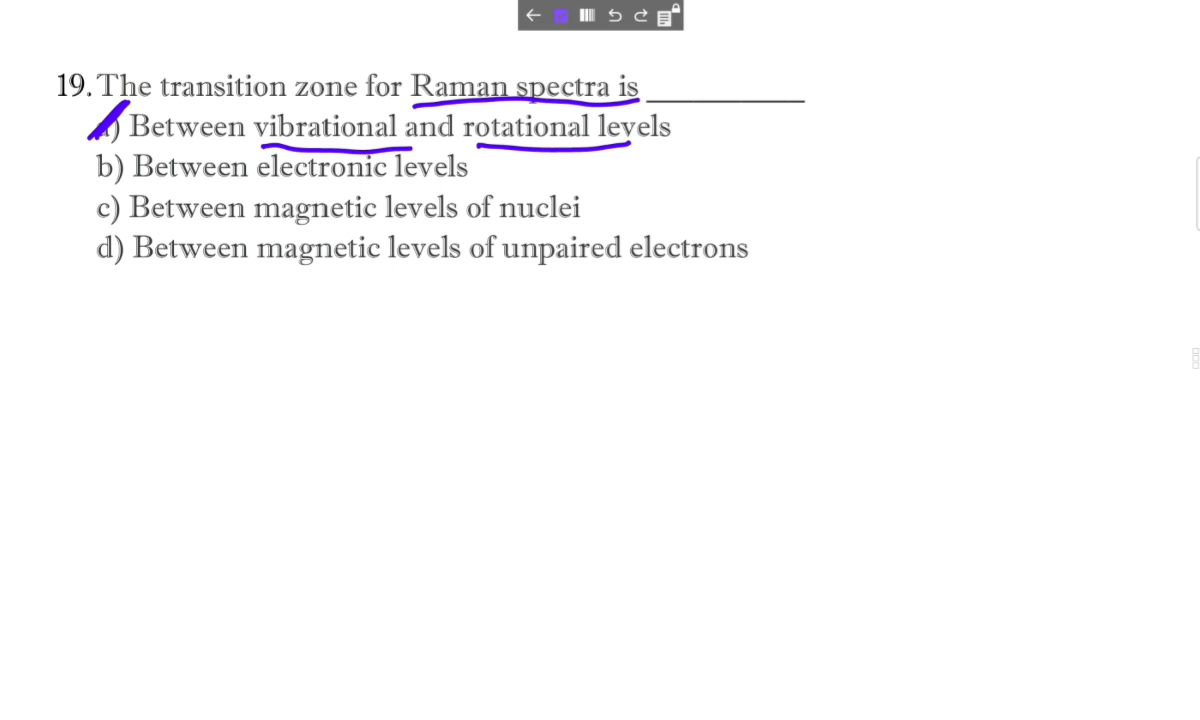 19. The transition zone for Raman spectra is __________
a) Between vibrational and rotational levels
b) Between electronic levels
c) Between magnetic levels of nuclei
d) Between magnetic levels of unpaired electrons